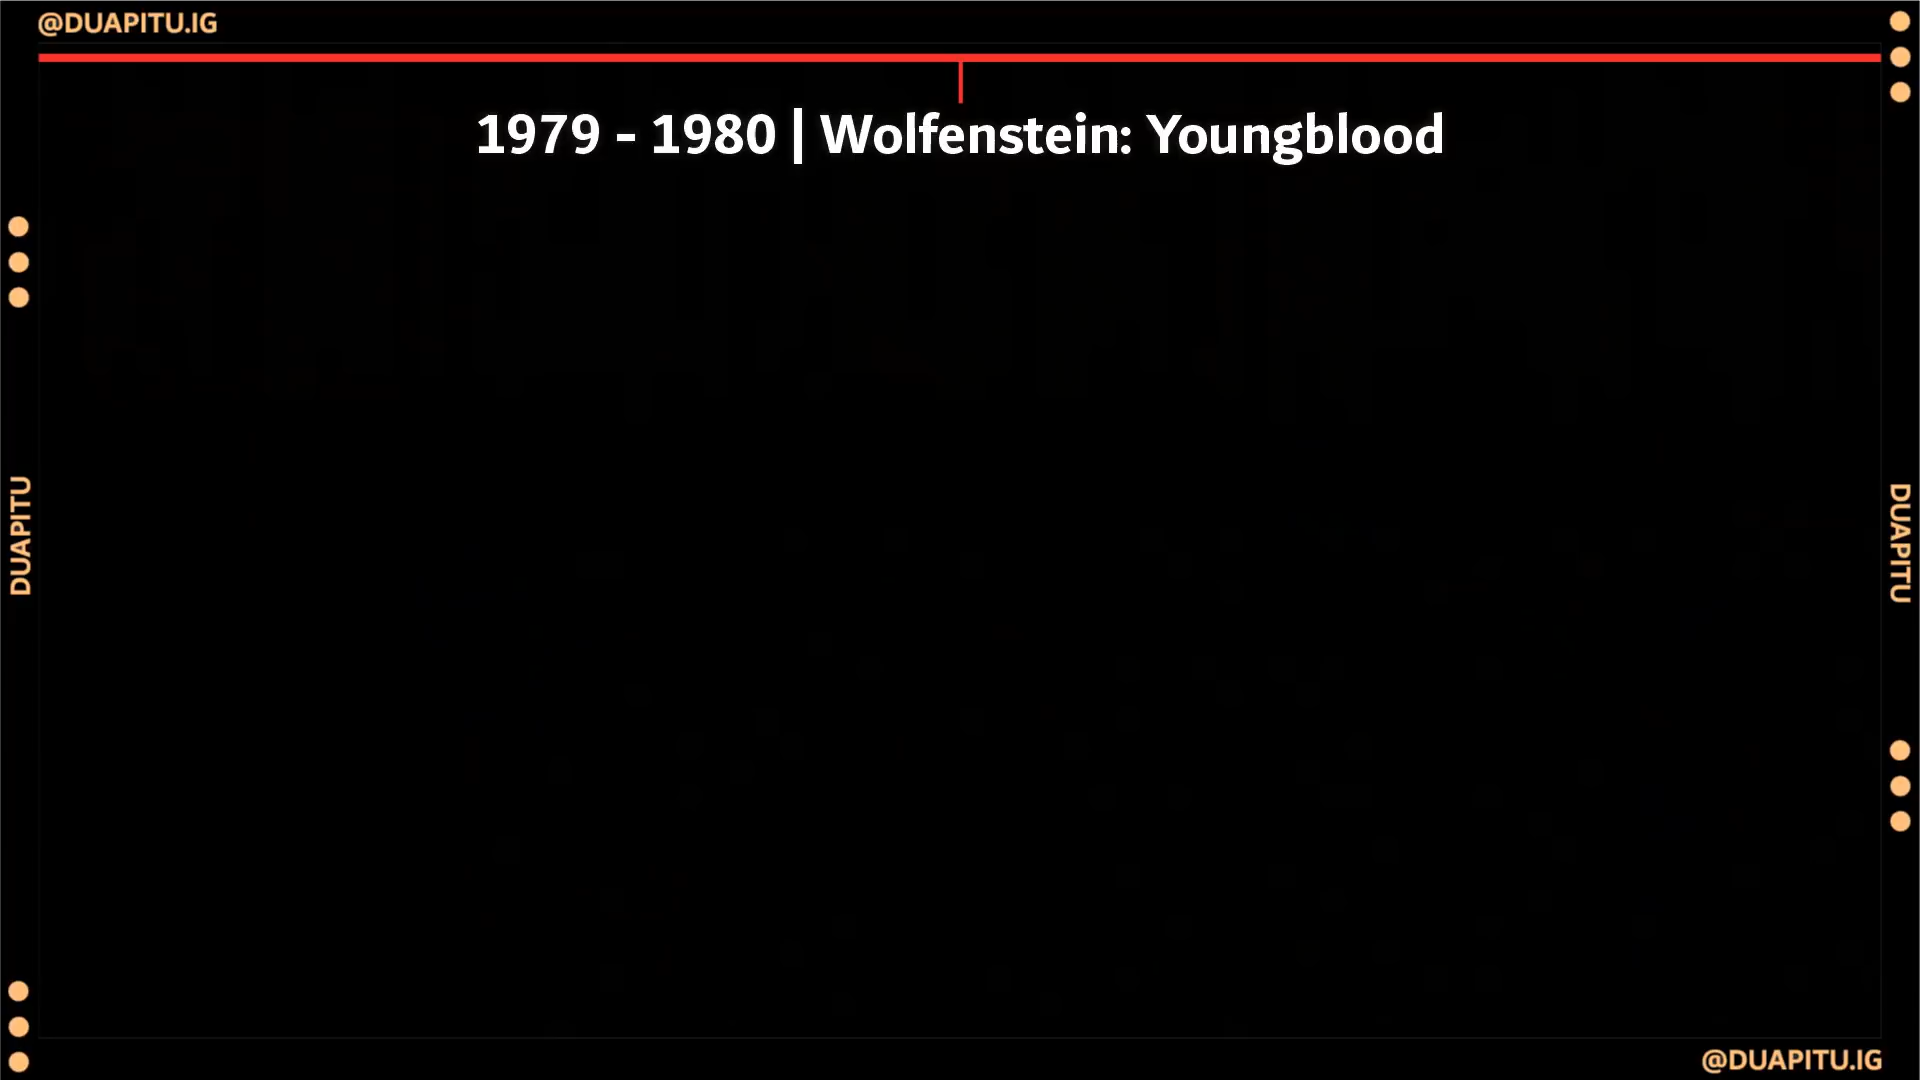 @DUAPITU.IG
1979 - 1980 | Wolfenstein: Youngblood
DUAPITU
DUAPITU
@DUAPITU.IG